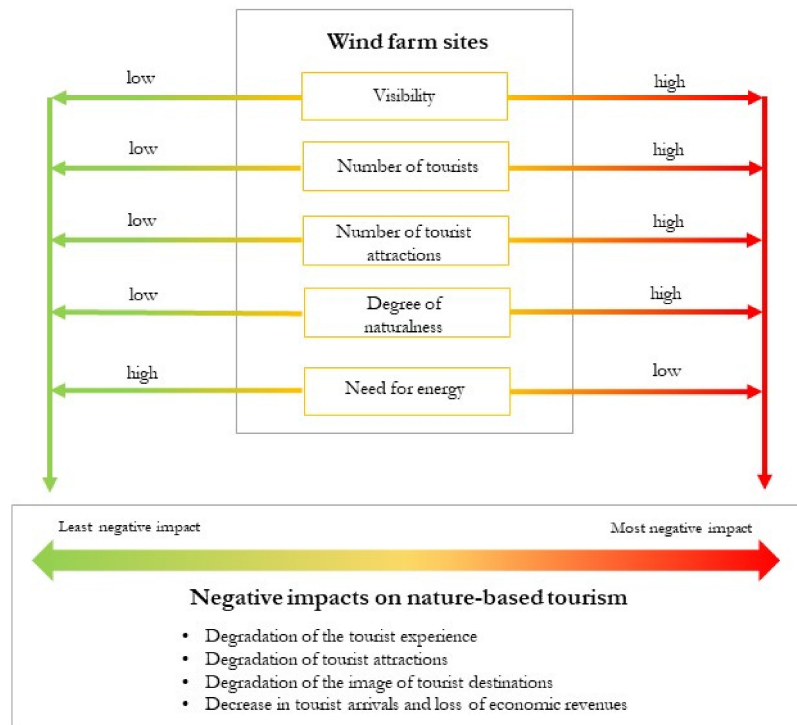 Wind farm sites
low
Visibility
high
low
Number of tourists
high
low
Number of tourist
attractions
high
low
Degree of
naturalness
high
high
Need for energy
low
Least negative impact
Most negative impact
Negative impacts on nature-based tourism
• Degradation of the tourist experience
• Degradation of tourist attractions
• Degradation of the image of tourist destinations
• Decrease in tourist arrivals and loss of economic revenues